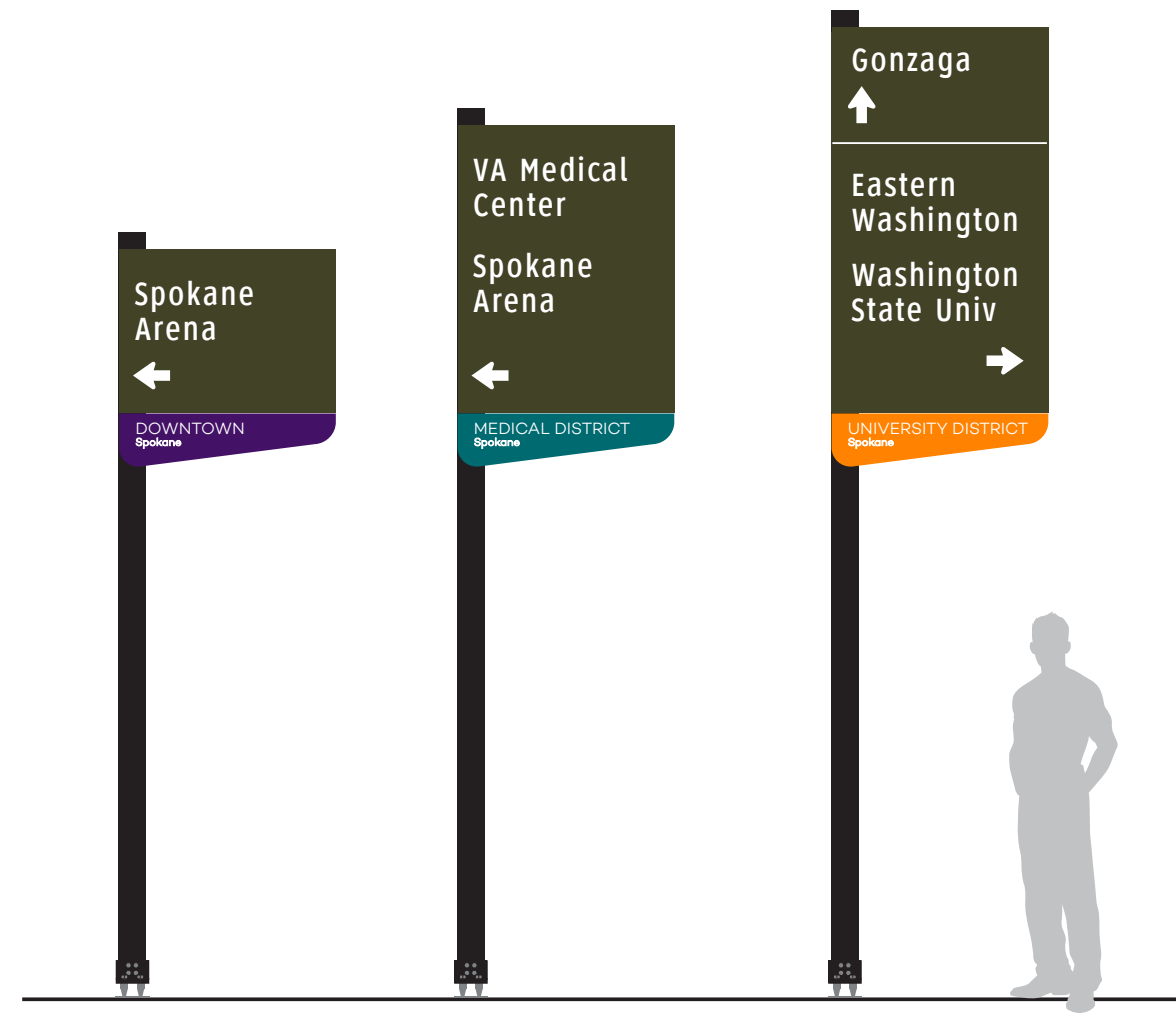 Spokane
Arena
DOWNTOWN
Spokane
VA Medical
Center
Spokane
Arena
MEDICAL DISTRICT
Spokane
Gonzaga
Eastern
Washington
Washington
State Univ
UNIVERSITY DISTRICT
Spokane